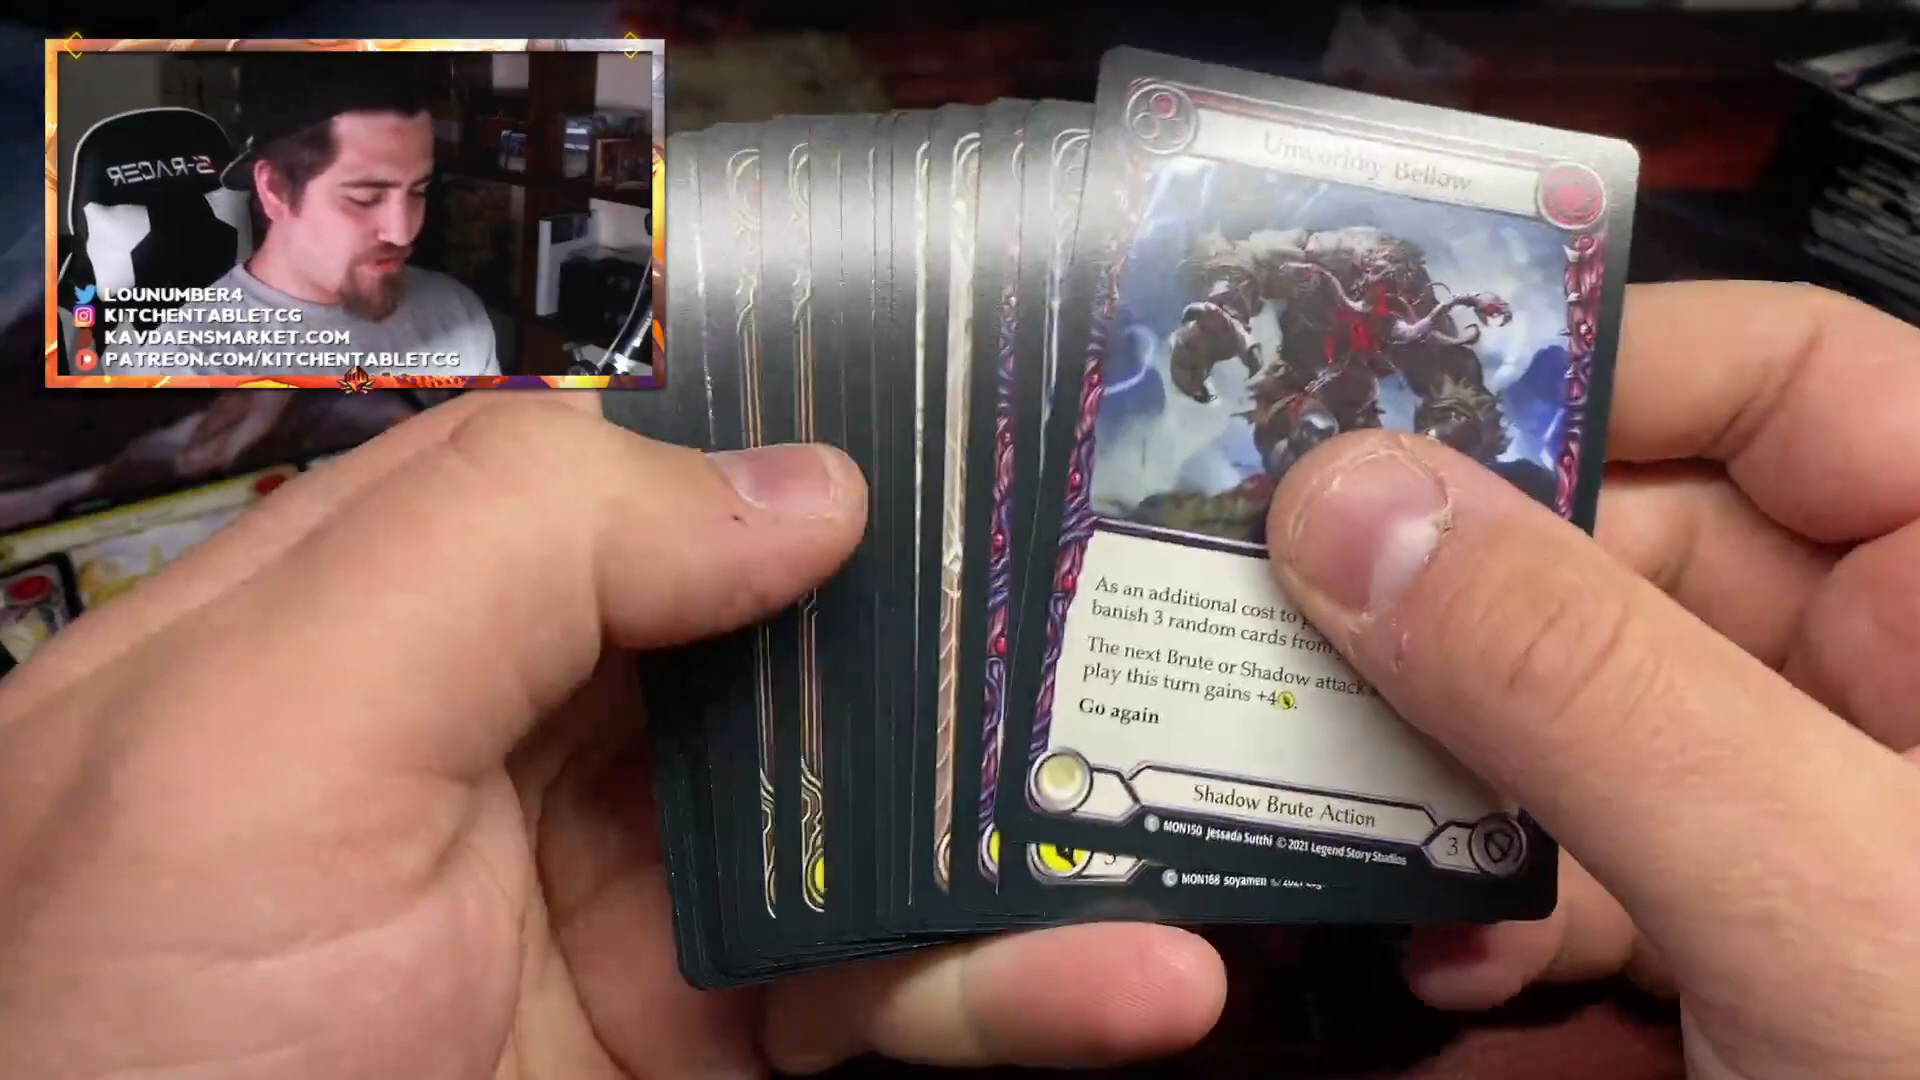 LOUNUMBER4
KITCHENTABLETCG
KAVDAENSMARKET.COM
PATREON.COM/KITCHENTABLETCG
Unworldly Bellow
As an additional cost to
banish 3 random cards from
The next Brute or Shadow attack
play this turn gains +4
Go again
Shadow Brute Action
3
C MON150 Jessada Sutthi © 2021 Legend Story Studios
C MON168 soyamen